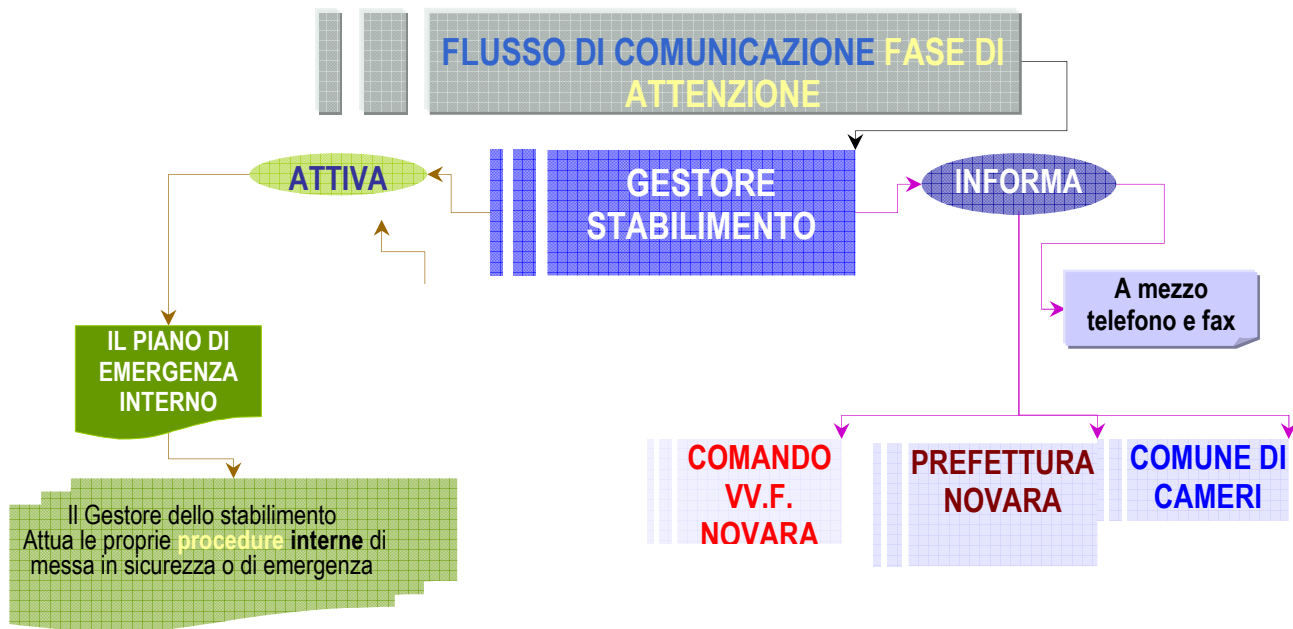 FLUSSO DI COMUNICAZIONE FASE DI
ATTENZIONE
ATTIVA
GESTORE
STABILIMENTO
INFORMA
A mezzo
telefono e fax
IL PIANO DI
EMERGENZA
INTERNO
COMANDO
VV.F.
NOVARA
PREFETTURA
NOVARA
COMUNE DI
CAMERI
Il Gestore dello stabilimento
Attua le proprie procedure interne di
messa in sicurezza o di emergenza